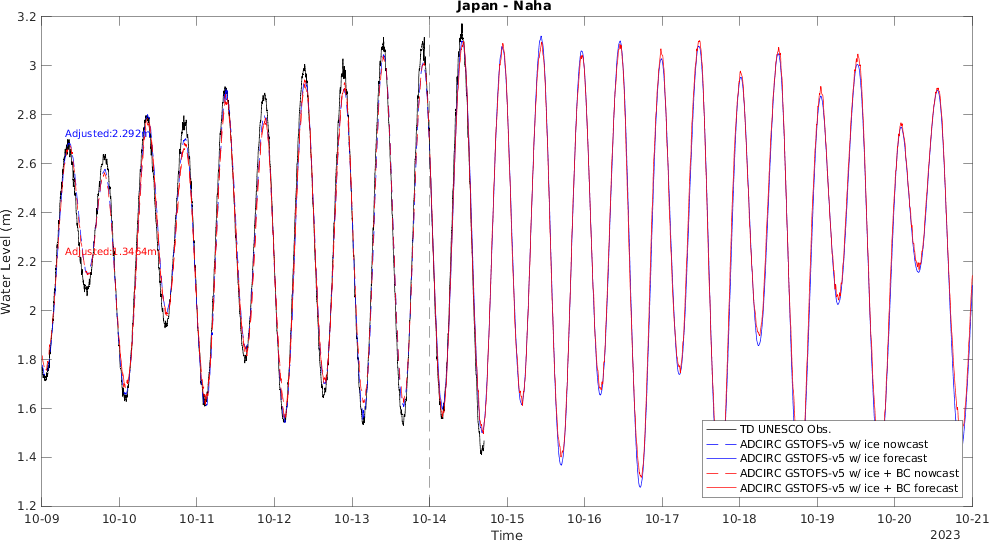 Japan - Naha
3.2
3
2.8
2.6
2.4
2.2
2
1.8
1.6
1.4
1.2
Water Level (m)
Adjusted:2.292m
Adjusted:1.3464m
TD UNESCO Obs.
ADCIRC GSTOFS-v5 w/ ice nowcast
ADCIRC GSTOFS-v5 w/ ice forecast
ADCIRC GSTOFS-v5 w/ ice + BC nowcast
ADCIRC GSTOFS-v5 w/ ice + BC forecast
10-09 10-10 10-11 10-12 10-13 10-14 10-15 10-16 10-17 10-18 10-19 10-20 10-21
Time
2023